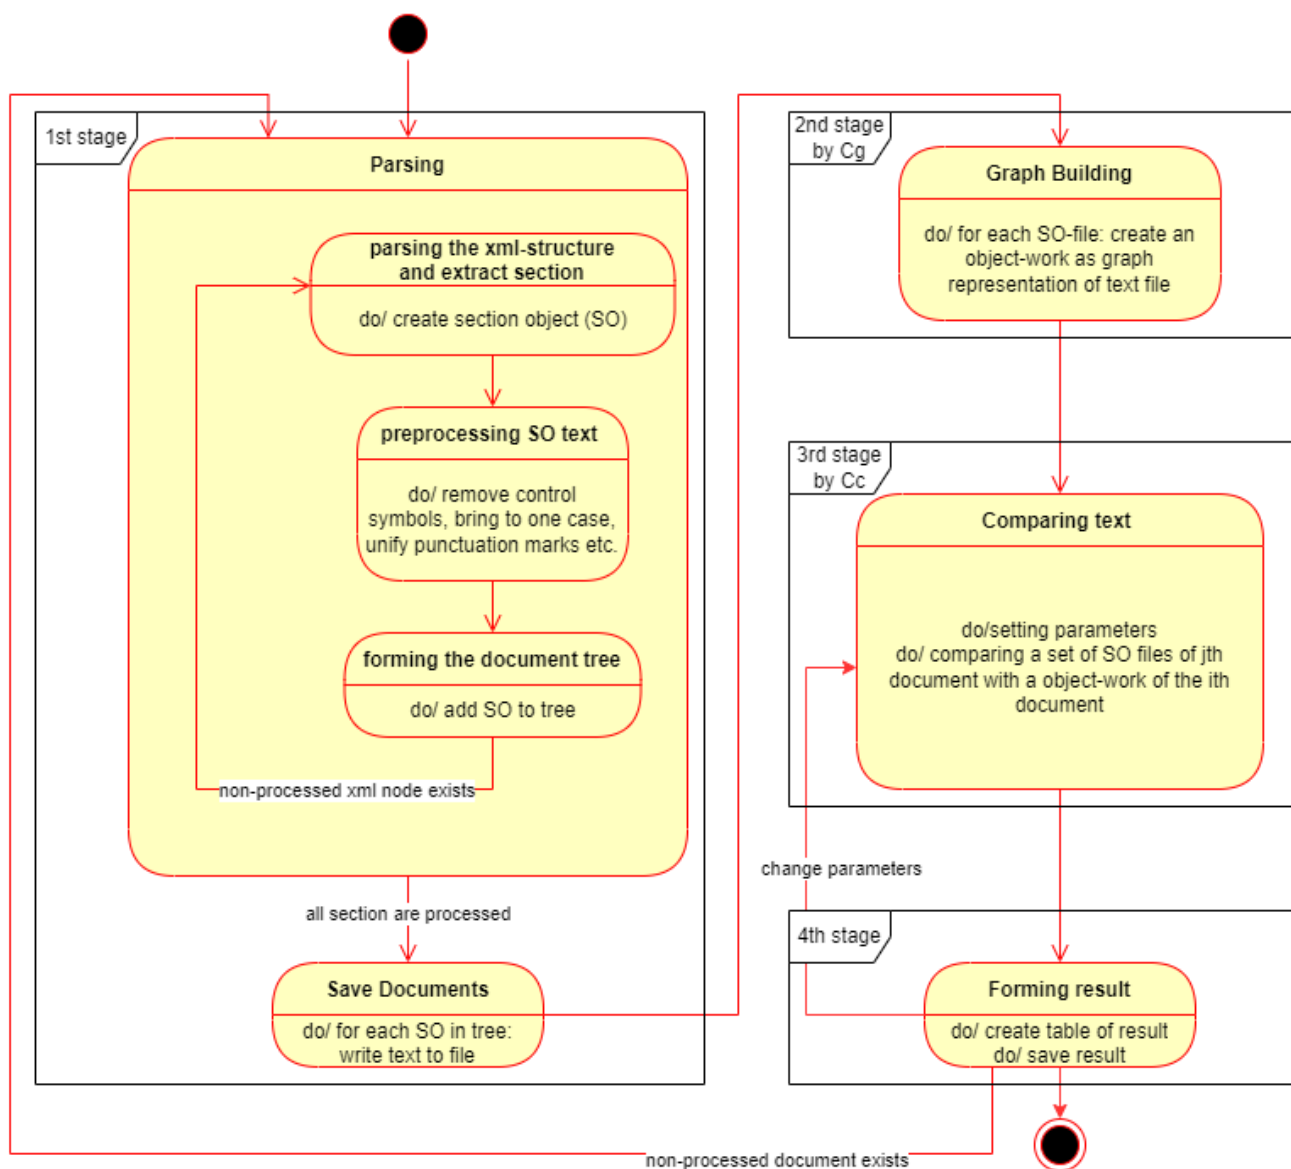 1st stage
Parsing
parsing the xml-structure
and extract section
do/ create section object (SO)
preprocessing SO text
do/ remove control
symbols, bring to one case,
unify punctuation marks etc.
forming the document tree
do/ add SO to tree
non-processed xml node exists
all section are processed
Save Documents
do/ for each SO in tree:
write text to file
2nd stage
by Cg
Graph Building
do/ for each SO-file: create an
object-work as graph
representation of text file
3rd stage
by Cc
Comparing text
do/setting parameters
do/ comparing a set of SO files of jth
document with a object-work of the ith
document
change parameters
4th stage
Forming result
do/ create table of result
do/ save result
non-processed document exists